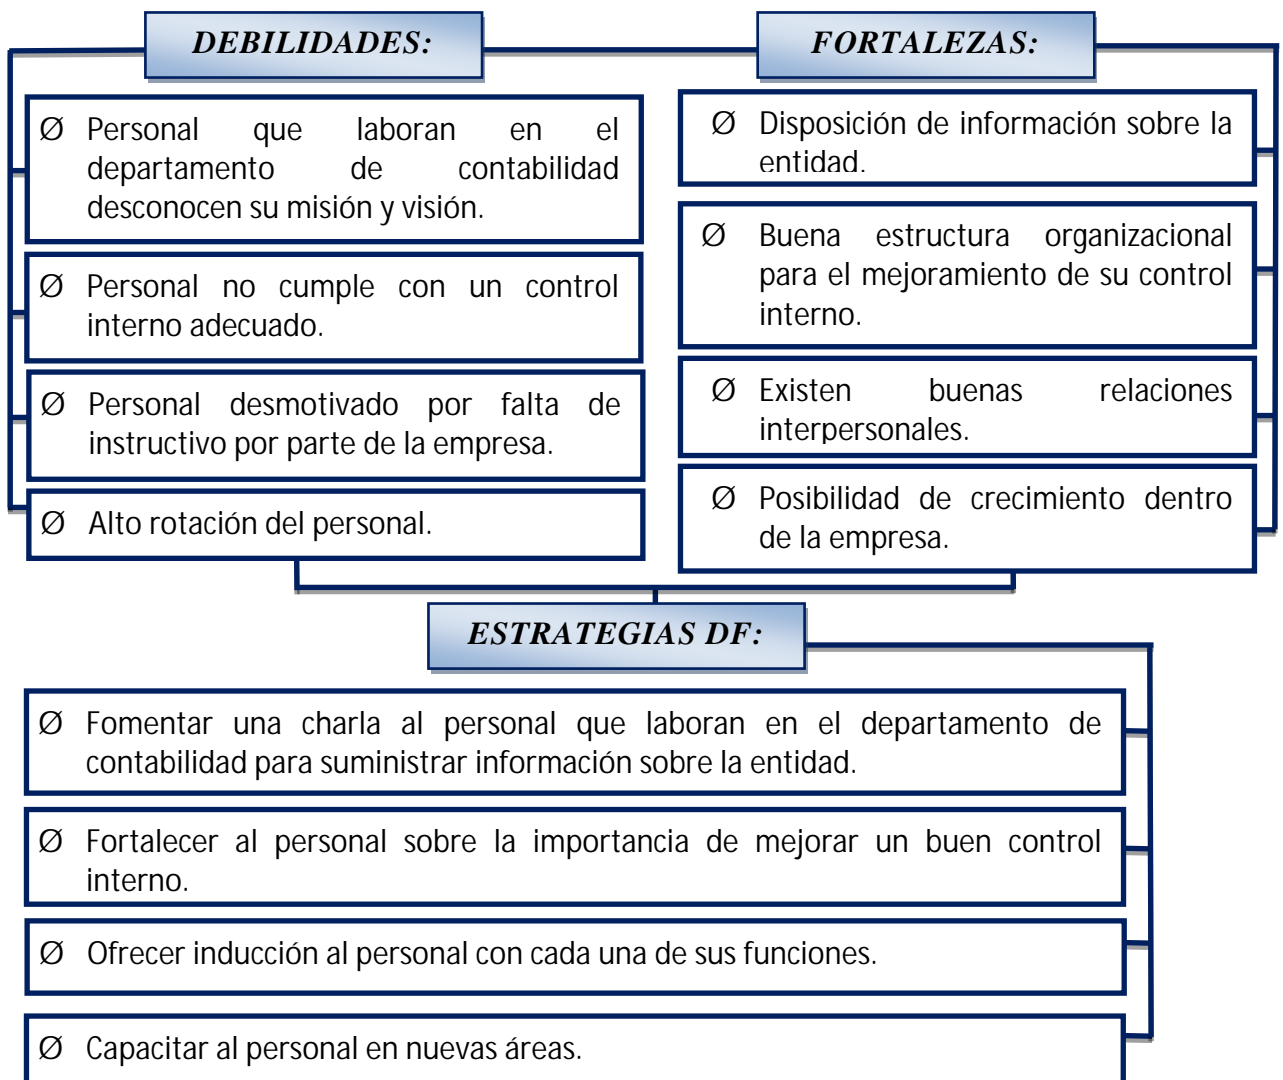 DEBILIDADES:
Ø Personal que laboran en el
departamento de contabilidad
desconocen su misión y visión.
Ø Personal no cumple con un control
interno adecuado.
Ø Personal desmotivado por falta de
instructivo por parte de la empresa.
Ø Alto rotación del personal.
FORTALEZAS:
Ø Disposición de información sobre la
entidad.
Ø Buena estructura organizacional
para el mejoramiento de su control
interno.
Ø Existen buenas relaciones
interpersonales.
Ø Posibilidad de crecimiento dentro
de la empresa.
ESTRATEGIAS DF:
Ø Fomentar una charla al personal que laboran en el departamento de
contabilidad para suministrar información sobre la entidad.
Ø Fortalecer al personal sobre la importancia de mejorar un buen control
interno.
Ø Ofrecer inducción al personal con cada una de sus funciones.
Ø Capacitar al personal en nuevas áreas.